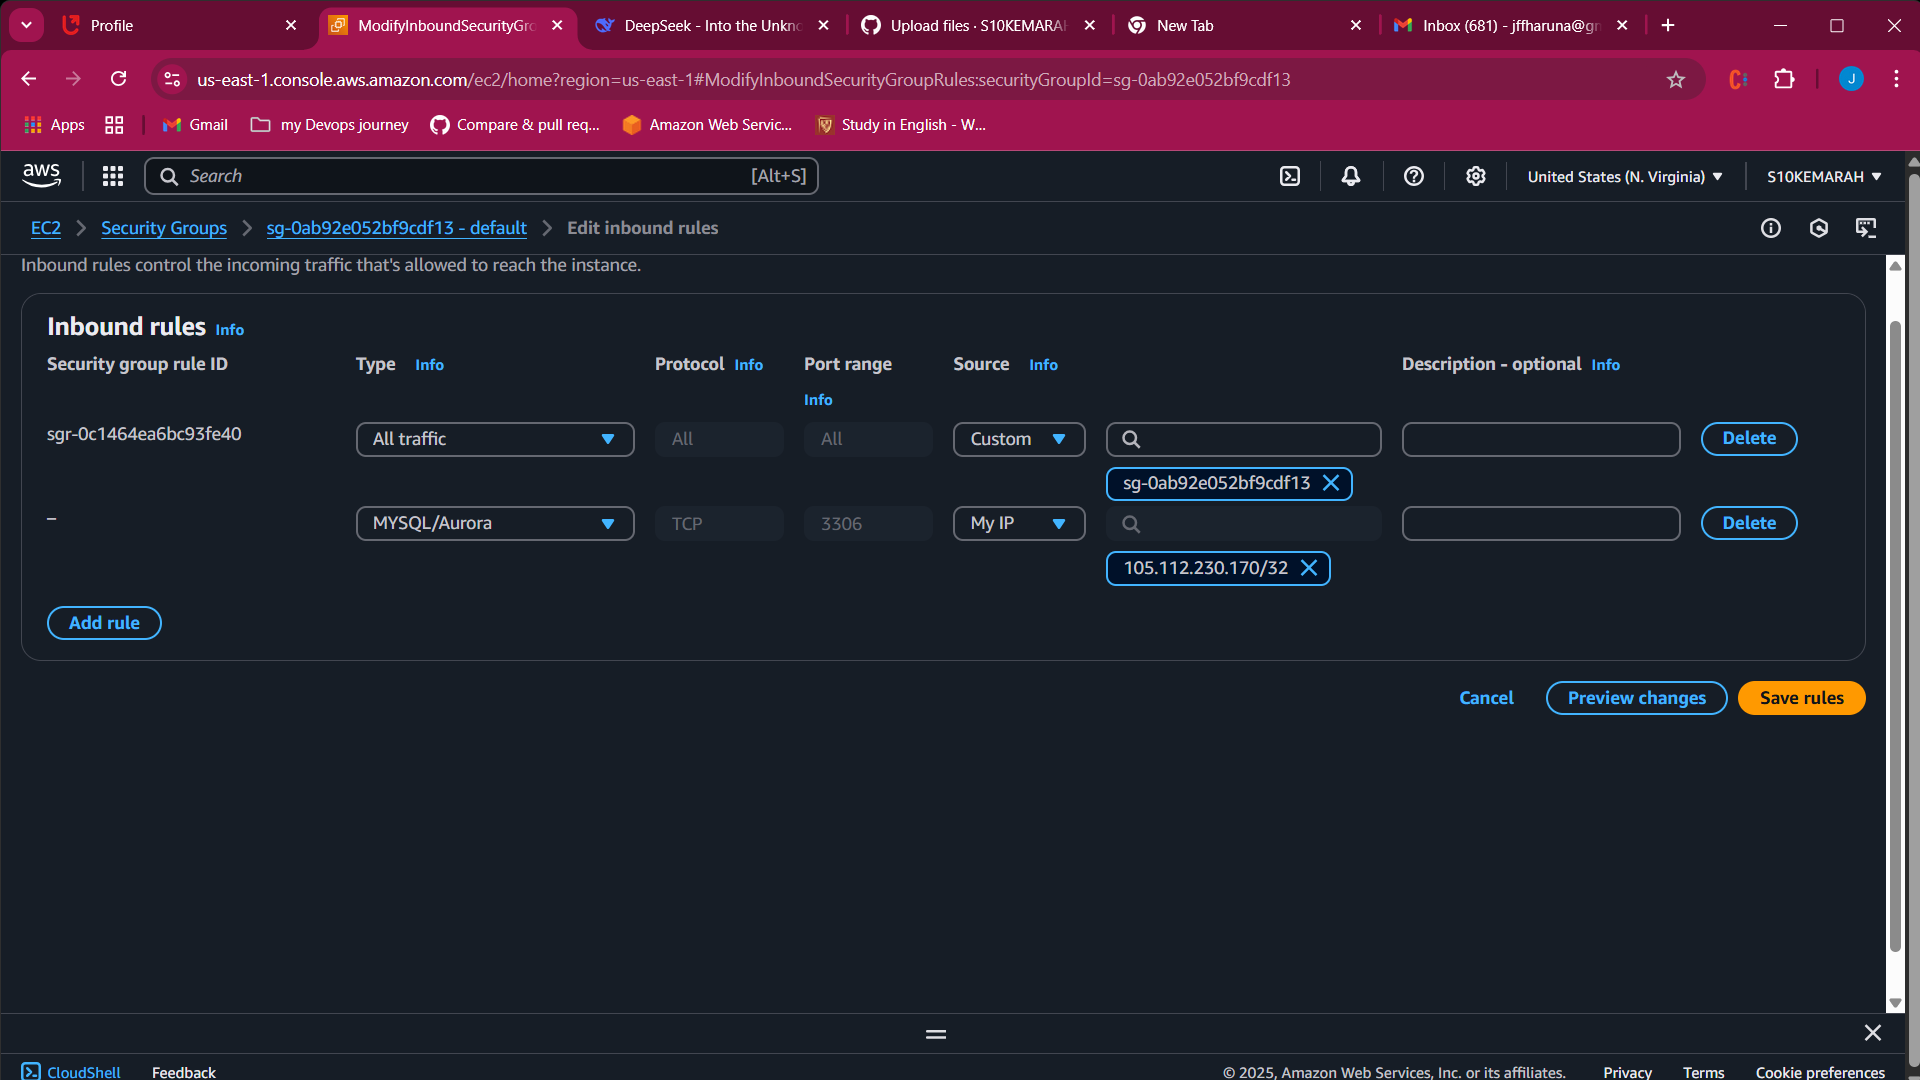 Profile
ModifyInboundSecurityGro
DeepSeek - Into the Unkno
Upload files · S10KEMARAH
New Tab
Inbox (681) - jffharuna@gm
us-east-1.console.aws.amazon.com/ec2/home?region=us-east-1#ModifyInboundSecurityGroupRules:securityGroupId=sg-0ab92e052bf9cdf13
J
Apps
Gmail
my Devops journey
Compare & pull req...
Amazon Web Servic...
Study in English - W...
aws
Search
[Alt+S]
United States (N. Virginia)
S10KEMARAH
EC2
Security Groups
sg-0ab92e052bf9cdf13 - default
Edit inbound rules
Inbound rules control the incoming traffic that's allowed to reach the instance.
Inbound rules Info
Security group rule ID
Type Info
Protocol Info
Port range
Info
Source Info
Description - optional Info
sgr-0c1464ea6bc93fe40
All traffic
All
All
Custom
Delete
sg-0ab92e052bf9cdf13
–
MYSQL/Aurora
TCP
3306
My IP
Delete
105.112.230.170/32
Add rule
Cancel
Preview changes
Save rules
CloudShell
Feedback
© 2025, Amazon Web Services, Inc. or its affiliates.
Privacy
Terms
Cookie preferences